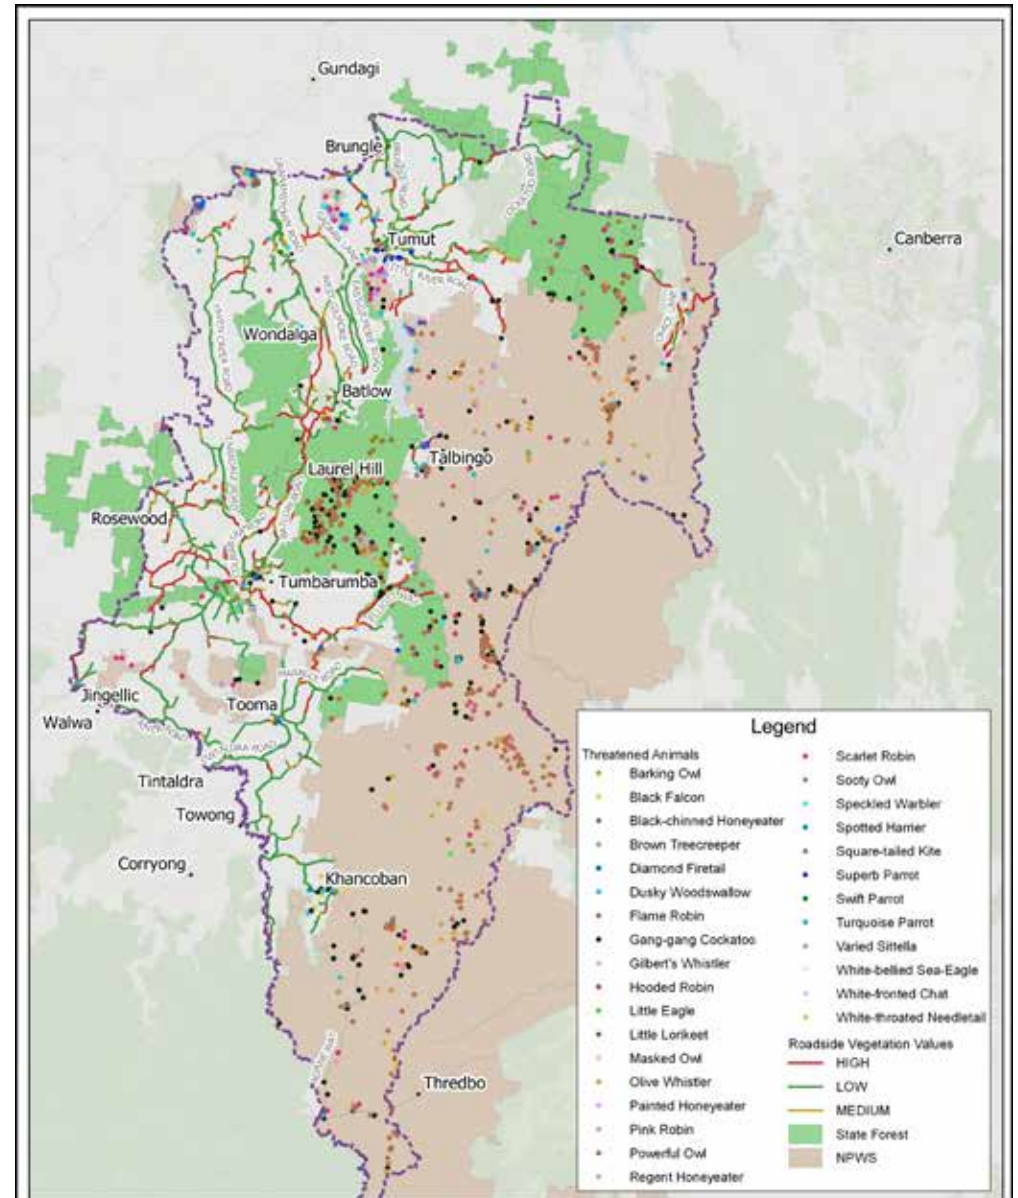 Gundagi
Brungle
Tumut
LITTLE RIVER ROAD
Canberra
Wondalga
Batlow
Talbingo
Laurel Hill
Rosewood
Tumbarumba
Jingellic
Walwa
Tooma
Tintaldra
Towong
Corryong
Khancoban
Thredbo
Legend
Threatened Animals
Barking Owl
Black Falcon
Black-chinned Honeyeater
Brown Treecreeper
Diamond Firetail
Dusky Woodswallow
Flame Robin
Gang-gang Cockatoo
Gilbert's Whistler
Hooded Robin
Little Eagle
Little Lorikeet
Masked Owl
Olive Whistler
Painted Honeyeater
Pink Robin
Powerful Owl
Regent Honeyeater
Scarlet Robin
Sooty Owl
Speckled Warbler
Spotted Harrier
Square-tailed Kite
Superb Parrot
Swift Parrot
Turquoise Parrot
Varied Sittella
White-bellied Sea-Eagle
White-fronted Chat
White-throated Needletail
Roadside Vegetation Values
HIGH
LOW
MEDIUM
State Forest
NPWS